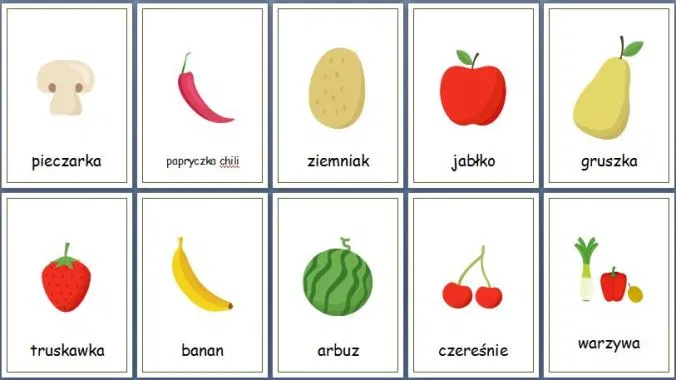 pieczarka
papryczka chili
ziemniak
jabłko
gruszka
truskawka
banan
arbuz
czereśnie
warzywa